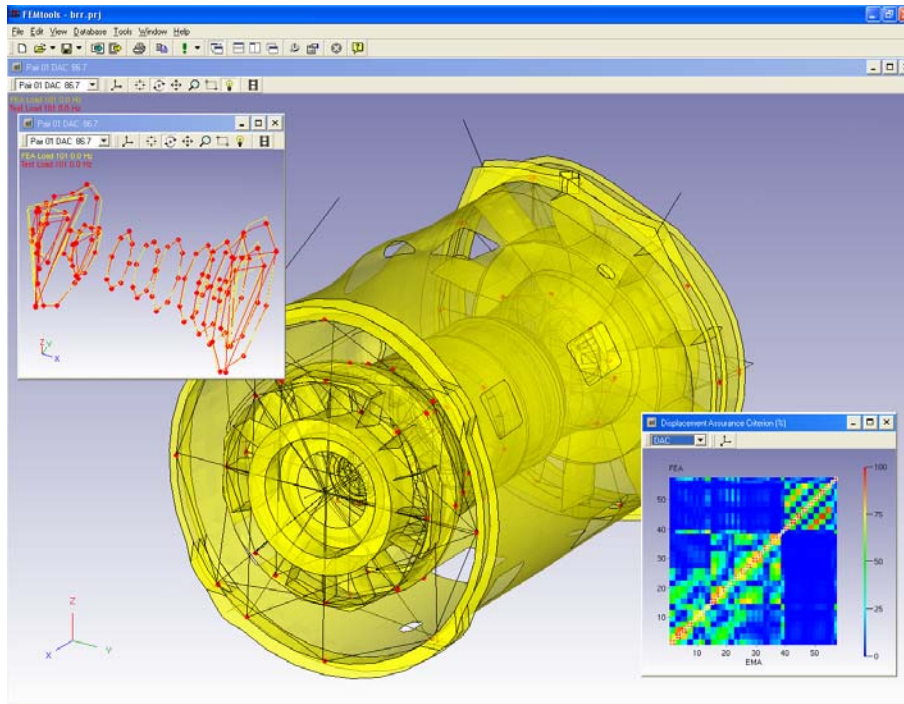 FEMtools - brr.prj
File Edit View Database Tools Window Help
Pair 01 DAC 86.7
Pair 01 DAC 86.7
FEA Load 101 0.0 Hz
Test Load 101 0.0 Hz
Pair 01 DAC 86.7
Pair 01 DAC 86.7
FEA Load 101 0.0 Hz
Test Load 101 0.0 Hz
Z
Y
X
Displacement Assurance Criterion (%)
DAC
FEA
100
50
75
40
50
30
20
25
10
0
10 20 30 40 50
EMA
Z
X
Y